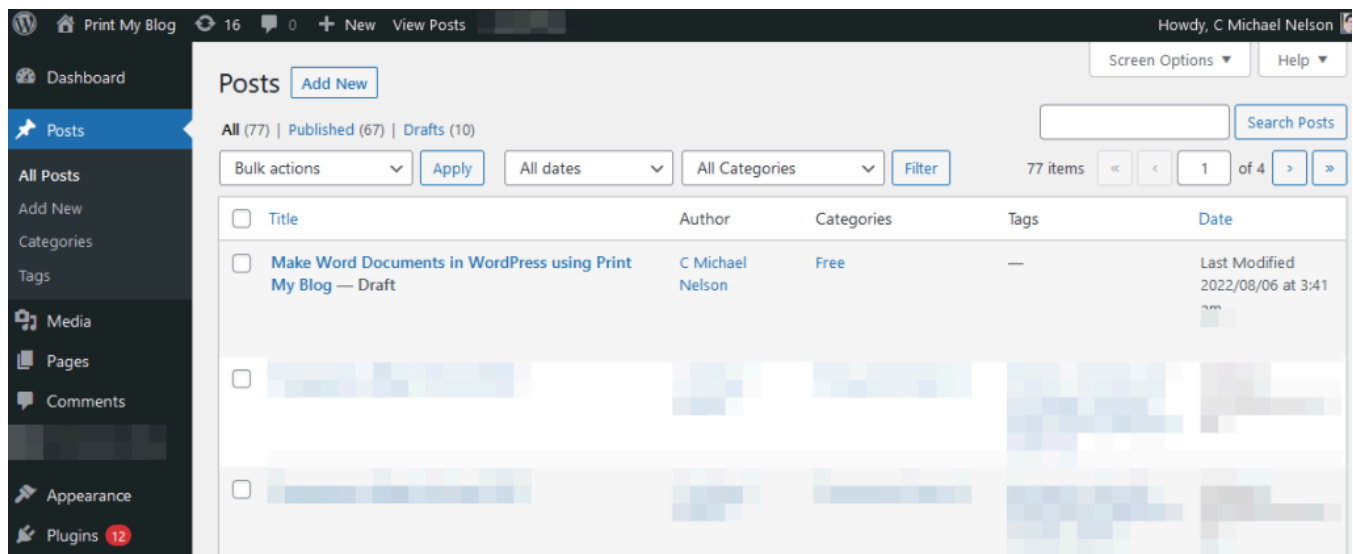 Print My Blog 16 0 New View Posts Howdy, C Michael Nelson
Dashboard
Posts
All Posts
Add New
Categories
Tags
Media
Pages
Comments
Appearance
Plugins 12
Screen Options Help
Posts Add New
All (77) | Published (67) | Drafts (10)
Search Posts
Bulk actions Apply All dates All Categories Filter 77 items « ‹ 1 of 4 › »
Title Author Categories Tags Date
Make Word Documents in WordPress using Print
My Blog — Draft
C Michael
Nelson
Free
—
Last Modified
2022/08/06 at 3:41